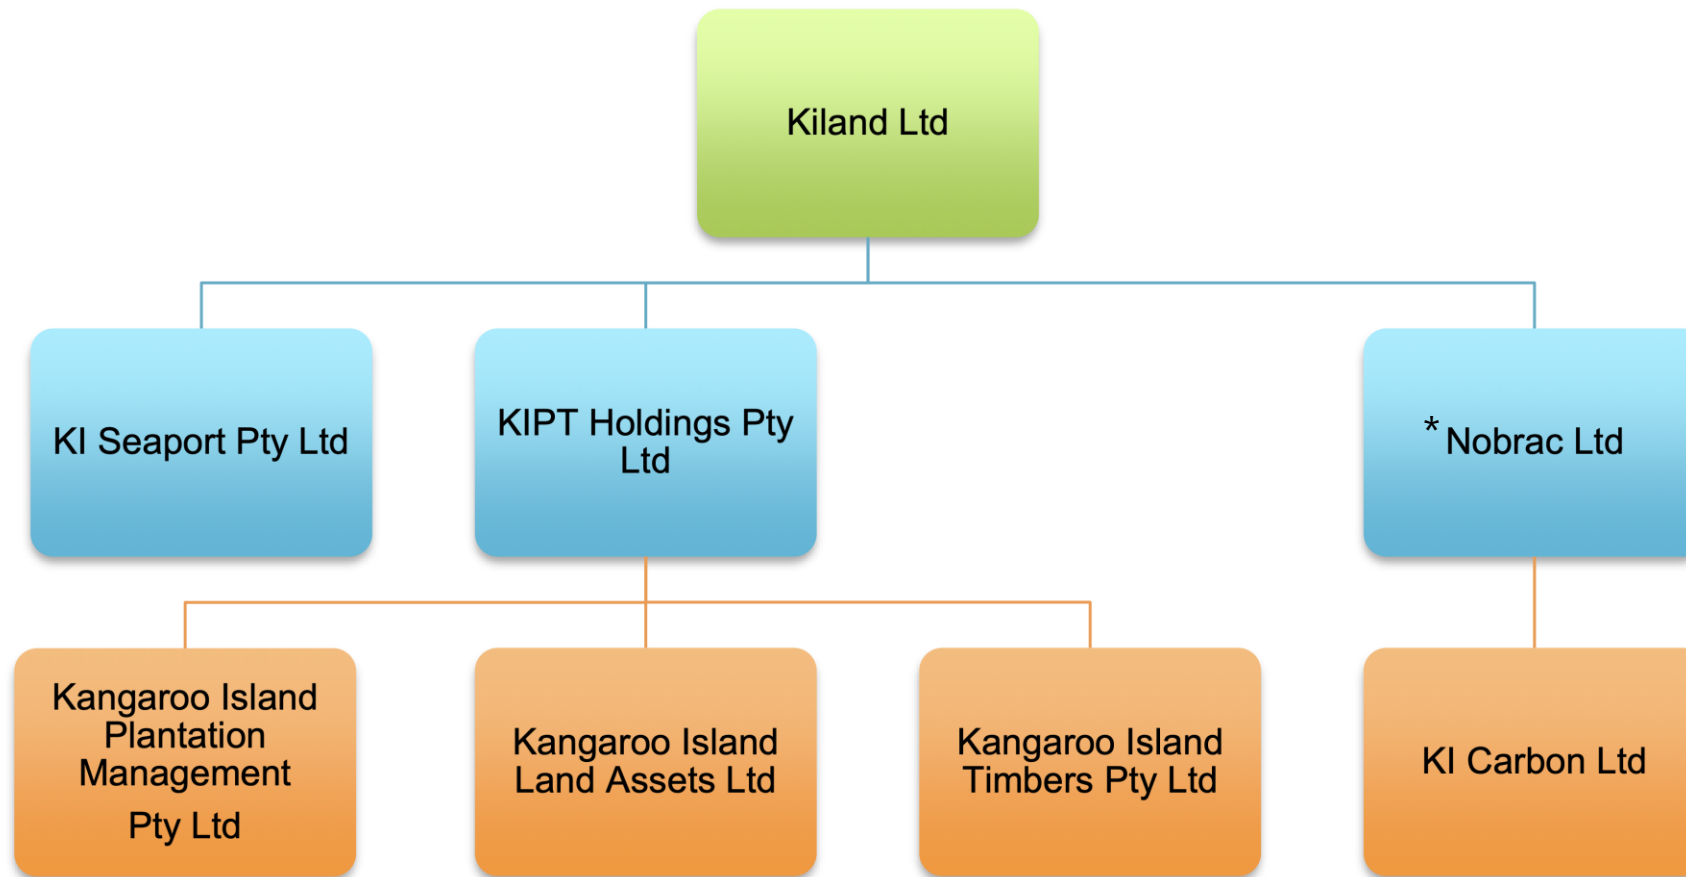 Kiland Ltd
KI Seaport Pty Ltd
KIPT Holdings Pty
Ltd
* Nobrac Ltd
Kangaroo Island
Plantation
Management
Pty Ltd
Kangaroo Island
Land Assets Ltd
Kangaroo Island
Timbers Pty Ltd
KI Carbon Ltd